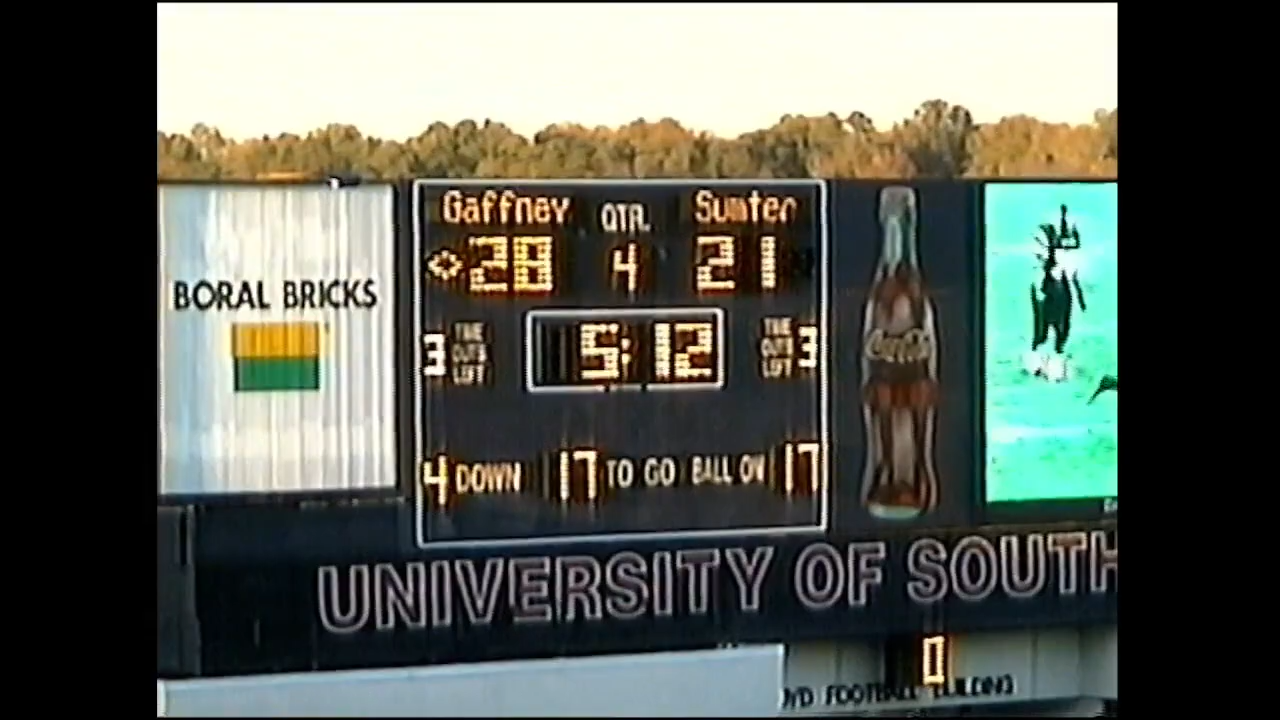 Gaffney QTR. Sumter
<>28 4 21
BORAL BRICKS
3 TIME OUTS LEFT 5:12 TIME OUTS LEFT 3
Coca-Cola
4 DOWN 17 TO GO BALL ON 17
UNIVERSITY OF SOUTH
0
FOOTBALL BUILDING